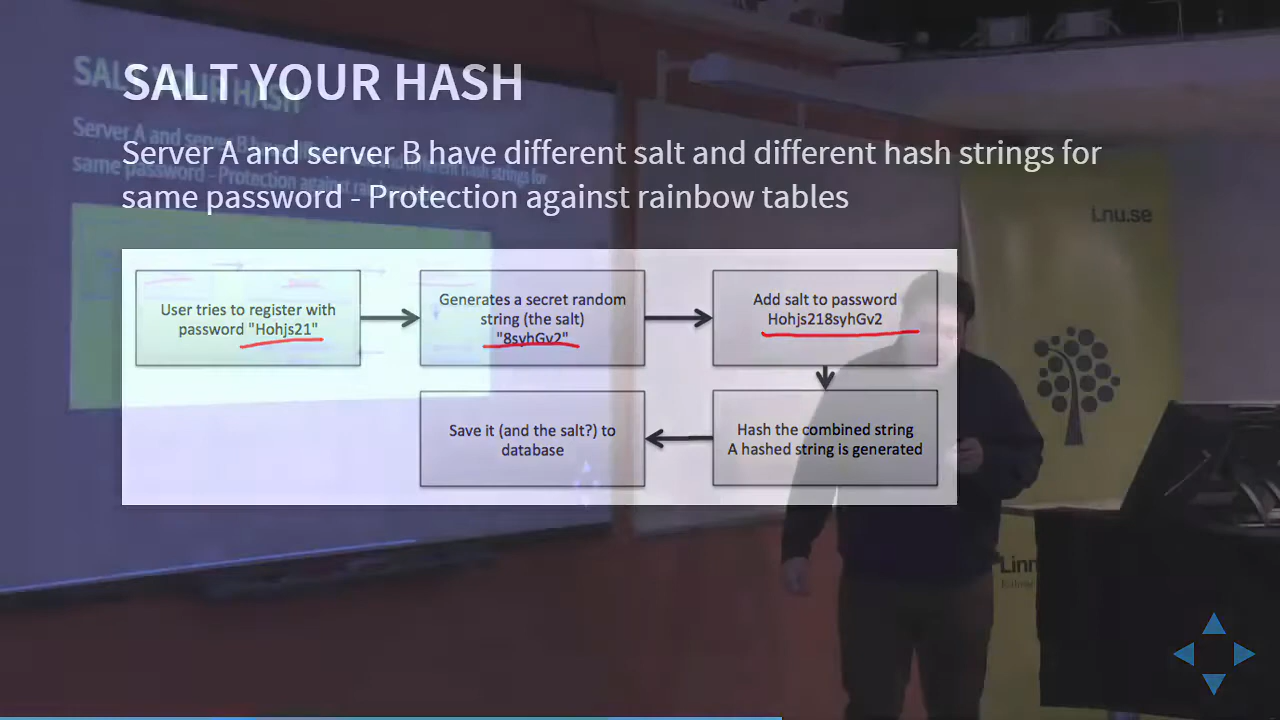 SALT YOUR HASH
Server A and server B have different salt and different hash strings for
same password - Protection against rainbow tables
User tries to register with
password "Hohjs21"
Generates a secret random
string (the salt)
"8syhGv2"
Add salt to password
Hohjs218syhGv2
Hash the combined string
A hashed string is generated
Save it (and the salt?) to
database
Lnu.se